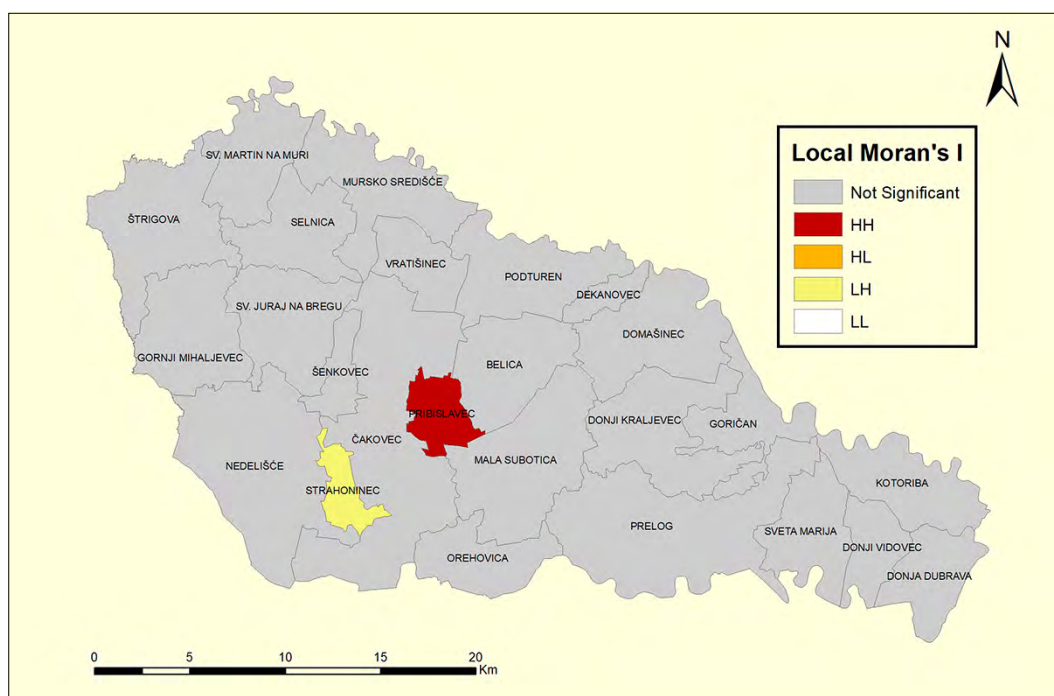 N
Local Moran's I
Not Significant
HH
HL
LH
LL
SV. MARTIN NA MURI
MURSKO SREDIŠĆE
ŠTRIGOVA
SELNICA
VRATIŠINEC
PODTUREN
DEKANOVEC
SV. JURAJ NA BREGU
DOMAŠINEC
GORNJI MIHALJEVEC
ŠENKOVEC
BELICA
PRIBISLAVEC
DONJI KRALJEVEC
GORIČAN
ČAKOVEC
NEDELIŠĆE
MALA SUBOTICA
STRAHONINEC
KOTORIBA
PRELOG
SVETA MARIJA
DONJI VIDOVEC
OREHOVICA
DONJA DUBRAVA
0 5 10 15 20
Km